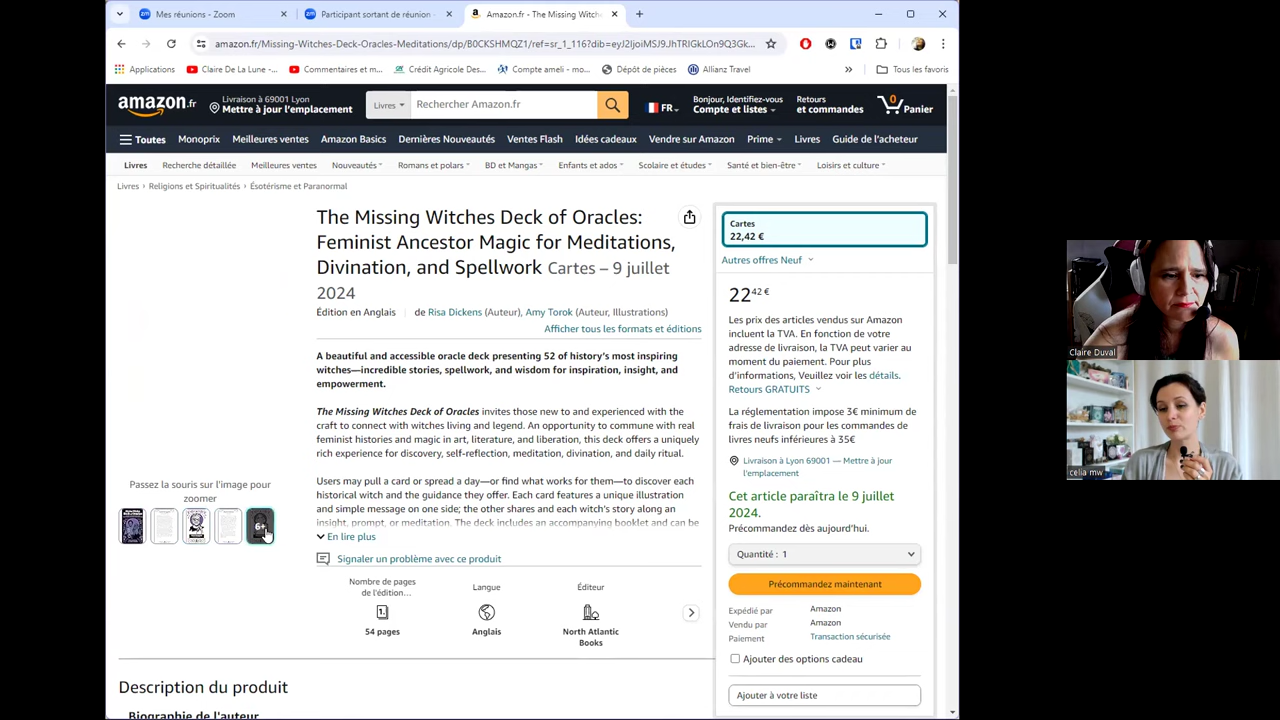 Mes réunions - Zoom
Participant sortant de réunion -
Amazon.fr - The Missing Witch
amazon.fr/Missing-Witches-Deck-Oracles-Meditations/dp/B0CKSHMQZ1/ref=sr_1_116?dib=eyJ2IjoiMSJ9.JhTRIGkLOn9Q3Gk...
Applications
Claire De La Lune -...
Commentaires et m...
Crédit Agricole Des...
Compte ameli - mo...
Dépôt de pièces
Allianz Travel
»
Tous les favoris
amazon.fr
Livraison à 69001 Lyon
Mettre à jour l'emplacement
Livres
Rechercher Amazon.fr
FR
Bonjour, Identifiez-vous
Compte et listes
Retours
et commandes
0
Panier
Toutes Monoprix Meilleures ventes Amazon Basics Dernières Nouveautés Ventes Flash Idées cadeaux Vendre sur Amazon Prime Livres Guide de l'acheteur
Livres Recherche détaillée Meilleures ventes Nouveautés Romans et polars BD et Mangas Enfants et ados Scolaire et études Santé et bien-être Loisirs et culture
Livres › Religions et Spiritualités › Ésotérisme et Paranormal
The Missing Witches Deck of Oracles:
Feminist Ancestor Magic for Meditations,
Divination, and Spellwork Cartes – 9 juillet
2024
Édition en Anglais de Risa Dickens (Auteur), Amy Torok (Auteur, Illustrations)
Afficher tous les formats et éditions
A beautiful and accessible oracle deck presenting 52 of history's most inspiring
witches—incredible stories, spellwork, and wisdom for inspiration, insight, and
empowerment.
The Missing Witches Deck of Oracles invites those new to and experienced with the
craft to connect with witches living and legend. An opportunity to commune with real
feminist histories and magic in art, literature, and liberation, this deck offers a uniquely
rich experience for discovery, self-reflection, meditation, divination, and daily ritual.
Users may pull a card or spread a day—or find what works for them—to discover each
historical witch and the guidance they offer. Each card features a unique illustration
and simple message on one side; the other shares and each witch's story along an
insight, prompt, or meditation. The deck includes an accompanying booklet and can be
En lire plus
Signaler un problème avec ce produit
Passez la souris sur l'image pour
zoomer
6+
Nombre de pages
de l'édition...
54 pages
Langue
Anglais
Éditeur
North Atlantic
Books
Description du produit
Biographie de l'auteur
Cartes
22,42 €
Autres offres Neuf
22 42 €
Les prix des articles vendus sur Amazon
incluent la TVA. En fonction de votre
adresse de livraison, la TVA peut varier au
moment du paiement. Pour plus
d'informations, Veuillez voir les détails.
Retours GRATUITS
La réglementation impose 3€ minimum de
frais de livraison pour les commandes de
livres neufs inférieures à 35€
Livraison à Lyon 69001 — Mettre à jour
l'emplacement
Cet article paraîtra le 9 juillet
2024.
Précommandez dès aujourd'hui.
Quantité : 1
Précommandez maintenant
Expédié par Amazon
Vendu par Amazon
Paiement Transaction sécurisée
Ajouter des options cadeau
Ajouter à votre liste
Claire Duval
celia mw